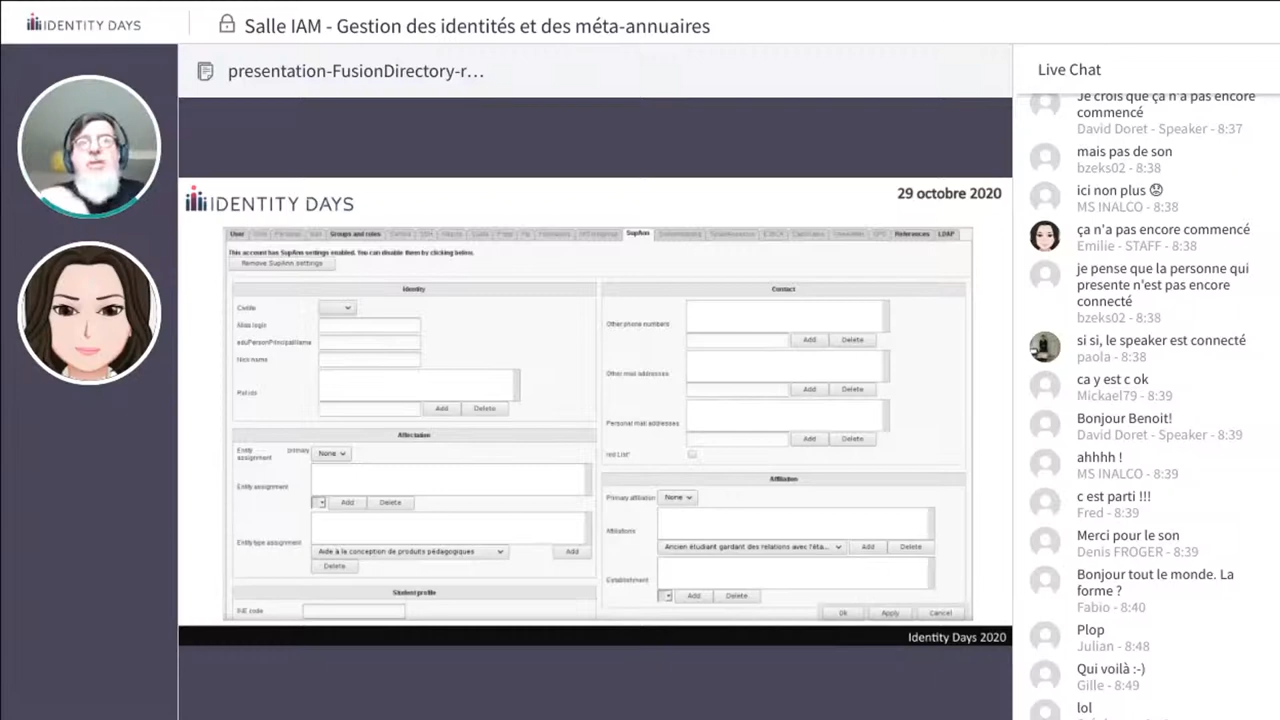 IDENTITY DAYS
Salle IAM - Gestion des identités et des méta-annuaires
presentation-FusionDirectory-r…
Live Chat
Je crois que ça n'a pas encore
commencé
David Doret - Speaker - 8:37
mais pas de son
bzeks02 - 8:38
ici non plus 😟
MS INALCO - 8:38
ça n'a pas encore commencé
Emilie - STAFF - 8:38
je pense que la personne qui
presente n'est pas encore
connecté
bzeks02 - 8:38
si si, le speaker est connecté
paola - 8:38
ca y est c ok
Mickael79 - 8:39
Bonjour Benoit!
David Doret - Speaker - 8:39
ahhhh !
MS INALCO - 8:39
c est parti !!!
Fred - 8:39
Merci pour le son
Denis FROGER - 8:39
Bonjour tout le monde. La
forme ?
Fabio - 8:40
Plop
Julian - 8:48
Qui voilà :-)
Gille - 8:49
lol
IDENTITY DAYS
29 octobre 2020
User
Groups and roles
SupAnn
References
LDAP
This account has SupAnn settings enabled. You can disable them by clicking below.
Remove SupAnn settings
Identity
Civilite
Alias login
eduPersonPrincipalName
Nick name
Ref ids
Add Delete
Affectation
Entity primary assignment None
Entity assignment
Add Delete
Entity type assignment
Aide à la conception de produits pédagogiques Add
Delete
Student profile
INE code
Contact
Other phone numbers
Add Delete
Other mail addresses
Add Delete
Personal mail addresses
Add Delete
red List*
Affiliation
Primary affiliation None
Affiliations
Ancien étudiant gardant des relations avec l'éta... Add Delete
Establishment
Add Delete
Ok Apply Cancel
Identity Days 2020